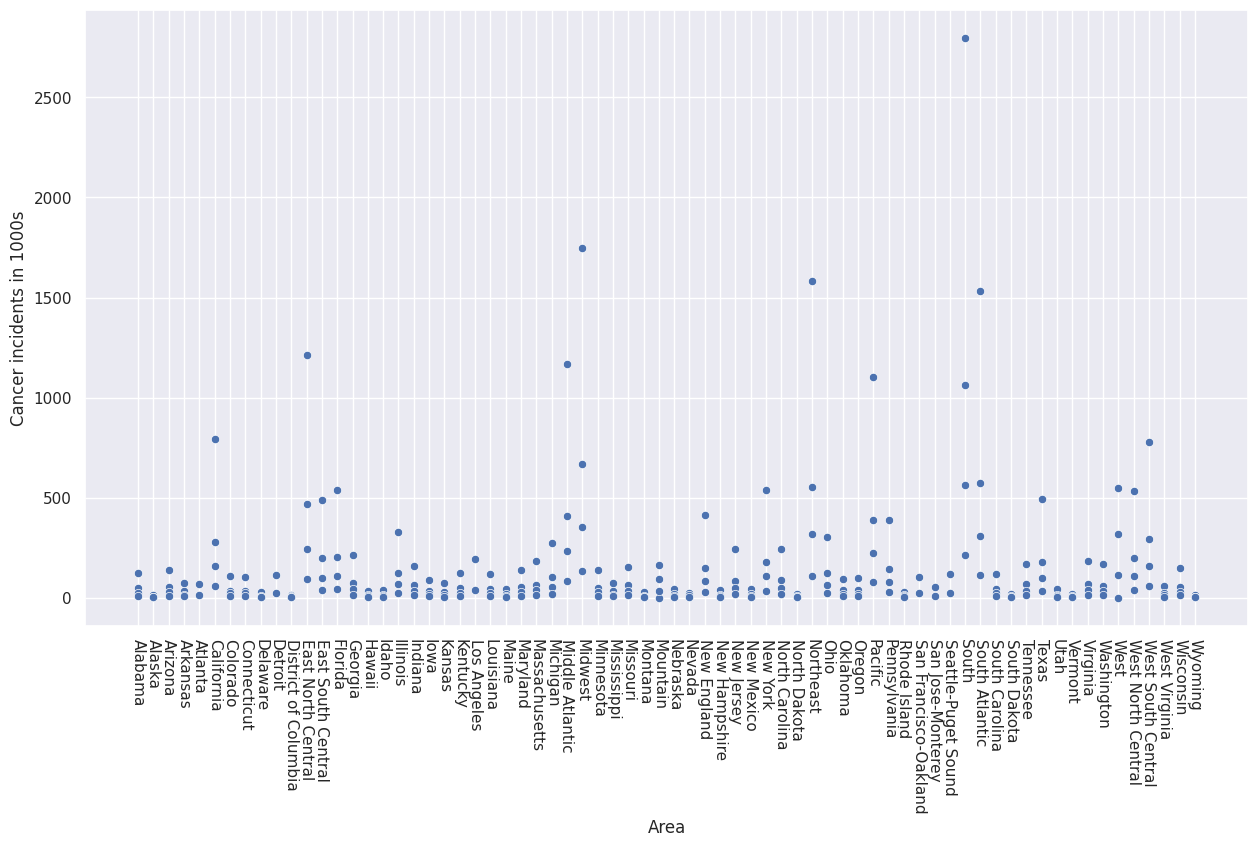 Cancer incidents in 1000s
2500
2000
1500
1000
500
0
Alabama
Alaska
Arizona
Arkansas
Atlanta
California
Colorado
Connecticut
Delaware
Detroit
District of Columbia
East North Central
East South Central
Florida
Georgia
Hawaii
Idaho
Illinois
Indiana
Iowa
Kansas
Kentucky
Los Angeles
Louisiana
Maine
Maryland
Massachusetts
Michigan
Middle Atlantic
Midwest
Minnesota
Mississippi
Missouri
Montana
Mountain
Nebraska
Nevada
New England
New Hampshire
New Jersey
New Mexico
New York
North Carolina
North Dakota
Northeast
Ohio
Oklahoma
Oregon
Pacific
Pennsylvania
Rhode Island
San Francisco-Oakland
San Jose-Monterey
Seattle-Puget Sound
South
South Atlantic
South Carolina
South Dakota
Tennessee
Texas
Utah
Vermont
Virginia
Washington
West
West North Central
West South Central
West Virginia
Wisconsin
Wyoming
Area